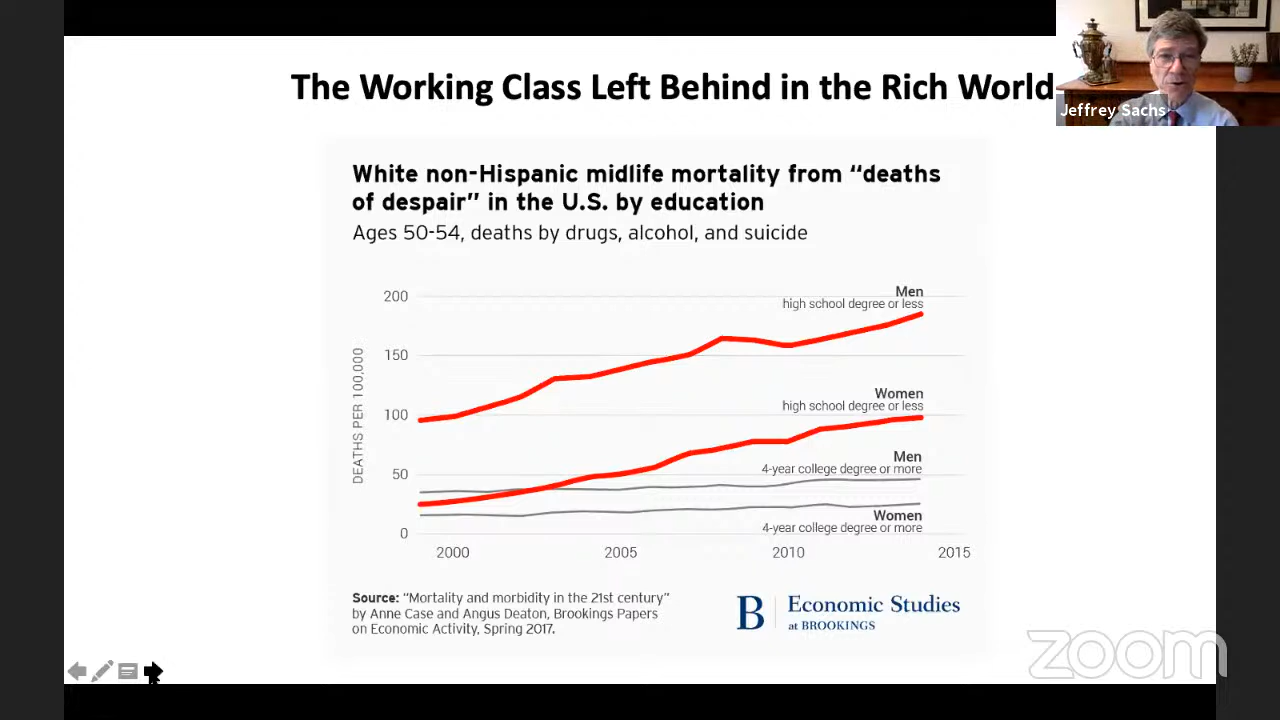 The Working Class Left Behind in the Rich World
Jeffrey Sachs
White non-Hispanic midlife mortality from “deaths
of despair” in the U.S. by education
Ages 50-54, deaths by drugs, alcohol, and suicide
DEATHS PER 100,000
200
150
100
50
0
Men
high school degree or less
Women
high school degree or less
Men
4-year college degree or more
Women
4-year college degree or more
2000
2005
2010
2015
Source: “Mortality and morbidity in the 21st century”
by Anne Case and Angus Deaton, Brookings Papers
on Economic Activity, Spring 2017.
B
Economic Studies
at BROOKINGS
zoom